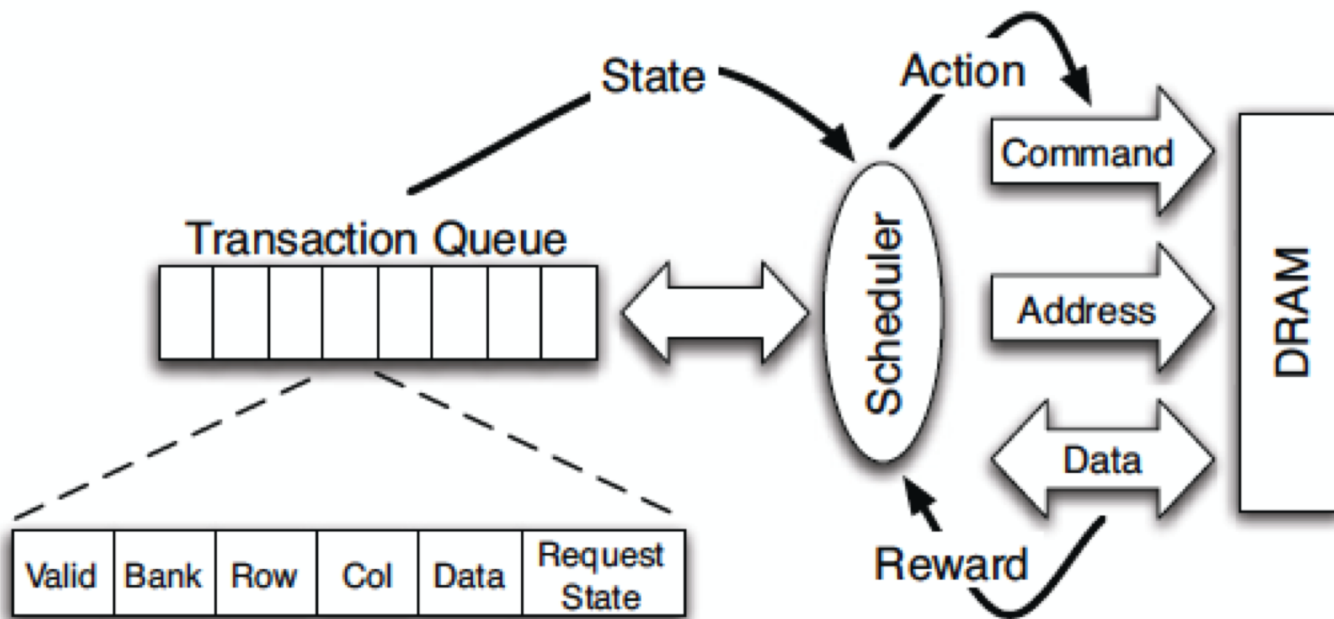 State
Action
Command
Transaction Queue
Scheduler
Address
DRAM
Data
Reward
Valid
Bank
Row
Col
Data
Request
State